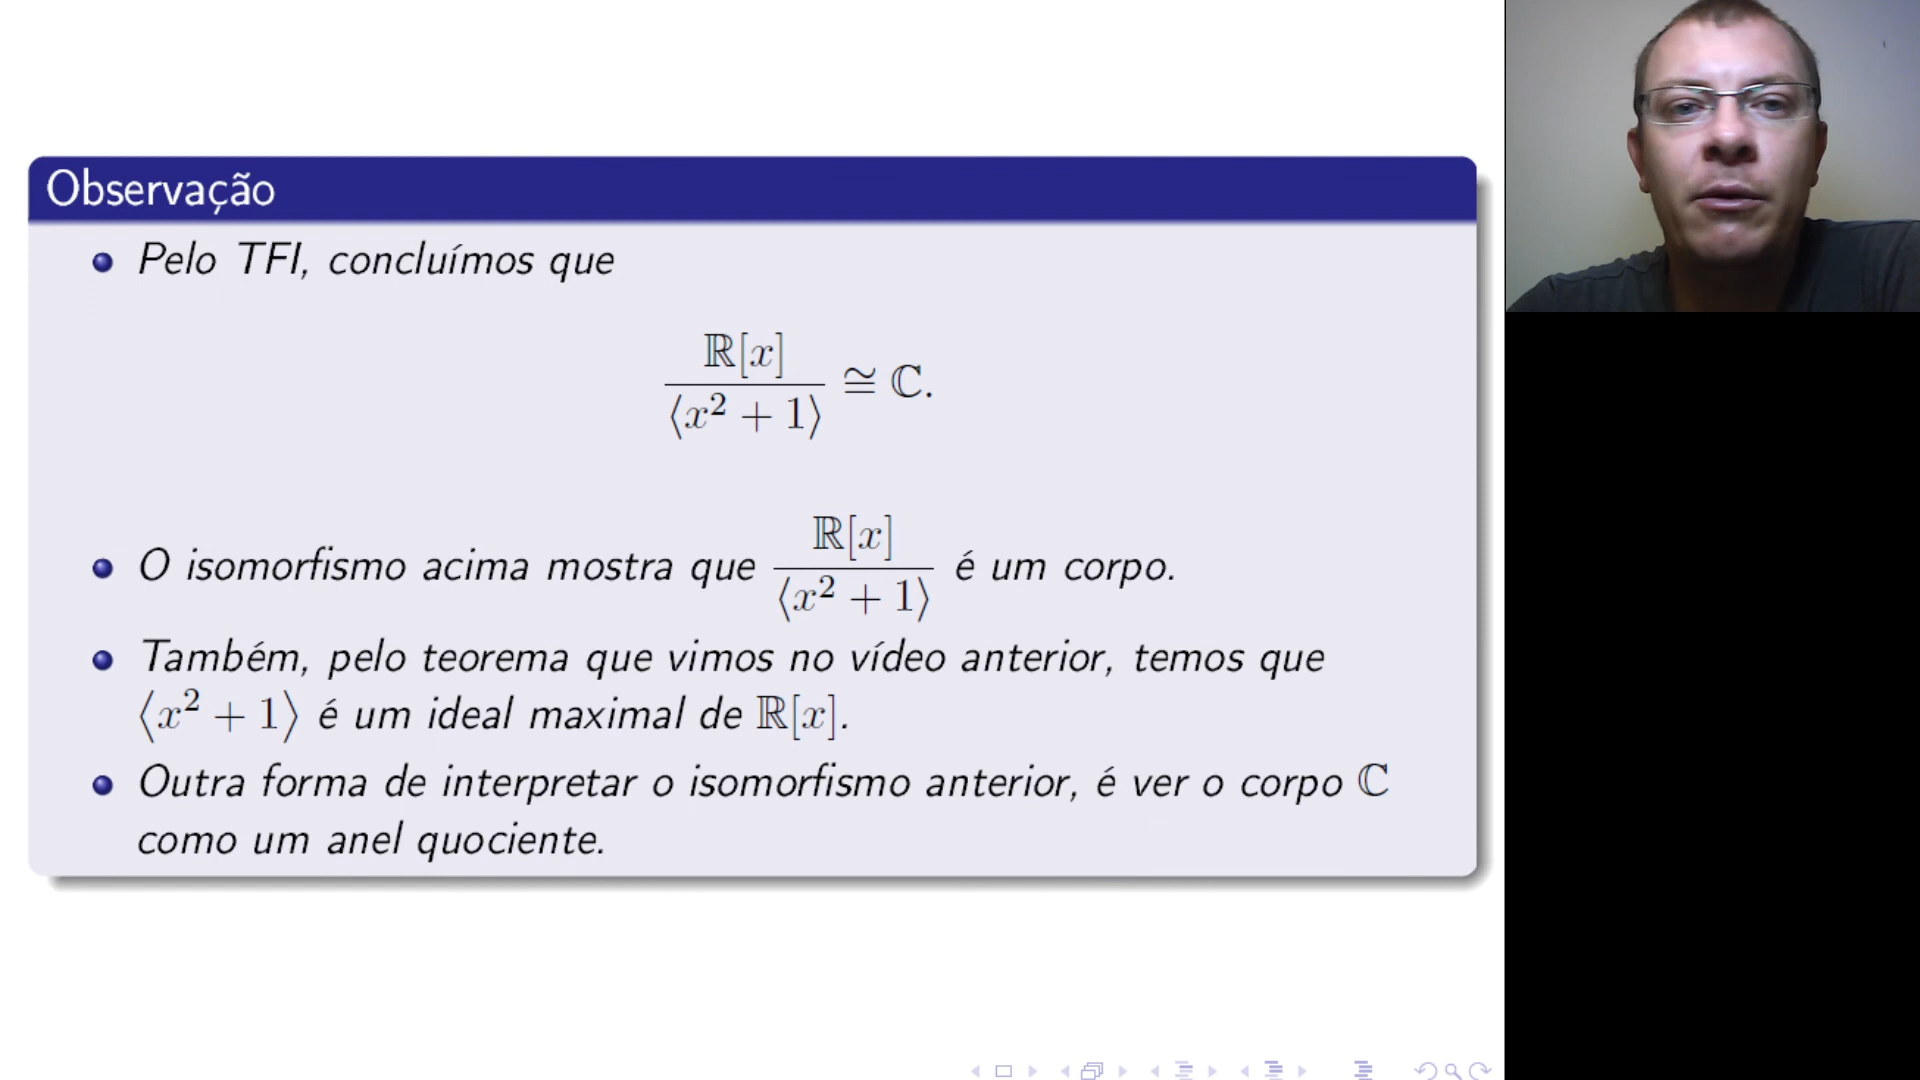 Observação
Pelo TFI, concluímos que
ℝ[x]
⟨x² + 1⟩ ≅ ℂ.
O isomorfismo acima mostra que ℝ[x]/⟨x² + 1⟩ é um corpo.
Também, pelo teorema que vimos no vídeo anterior, temos que
⟨x² + 1⟩ é um ideal maximal de ℝ[x].
Outra forma de interpretar o isomorfismo anterior, é ver o corpo ℂ
como um anel quociente.